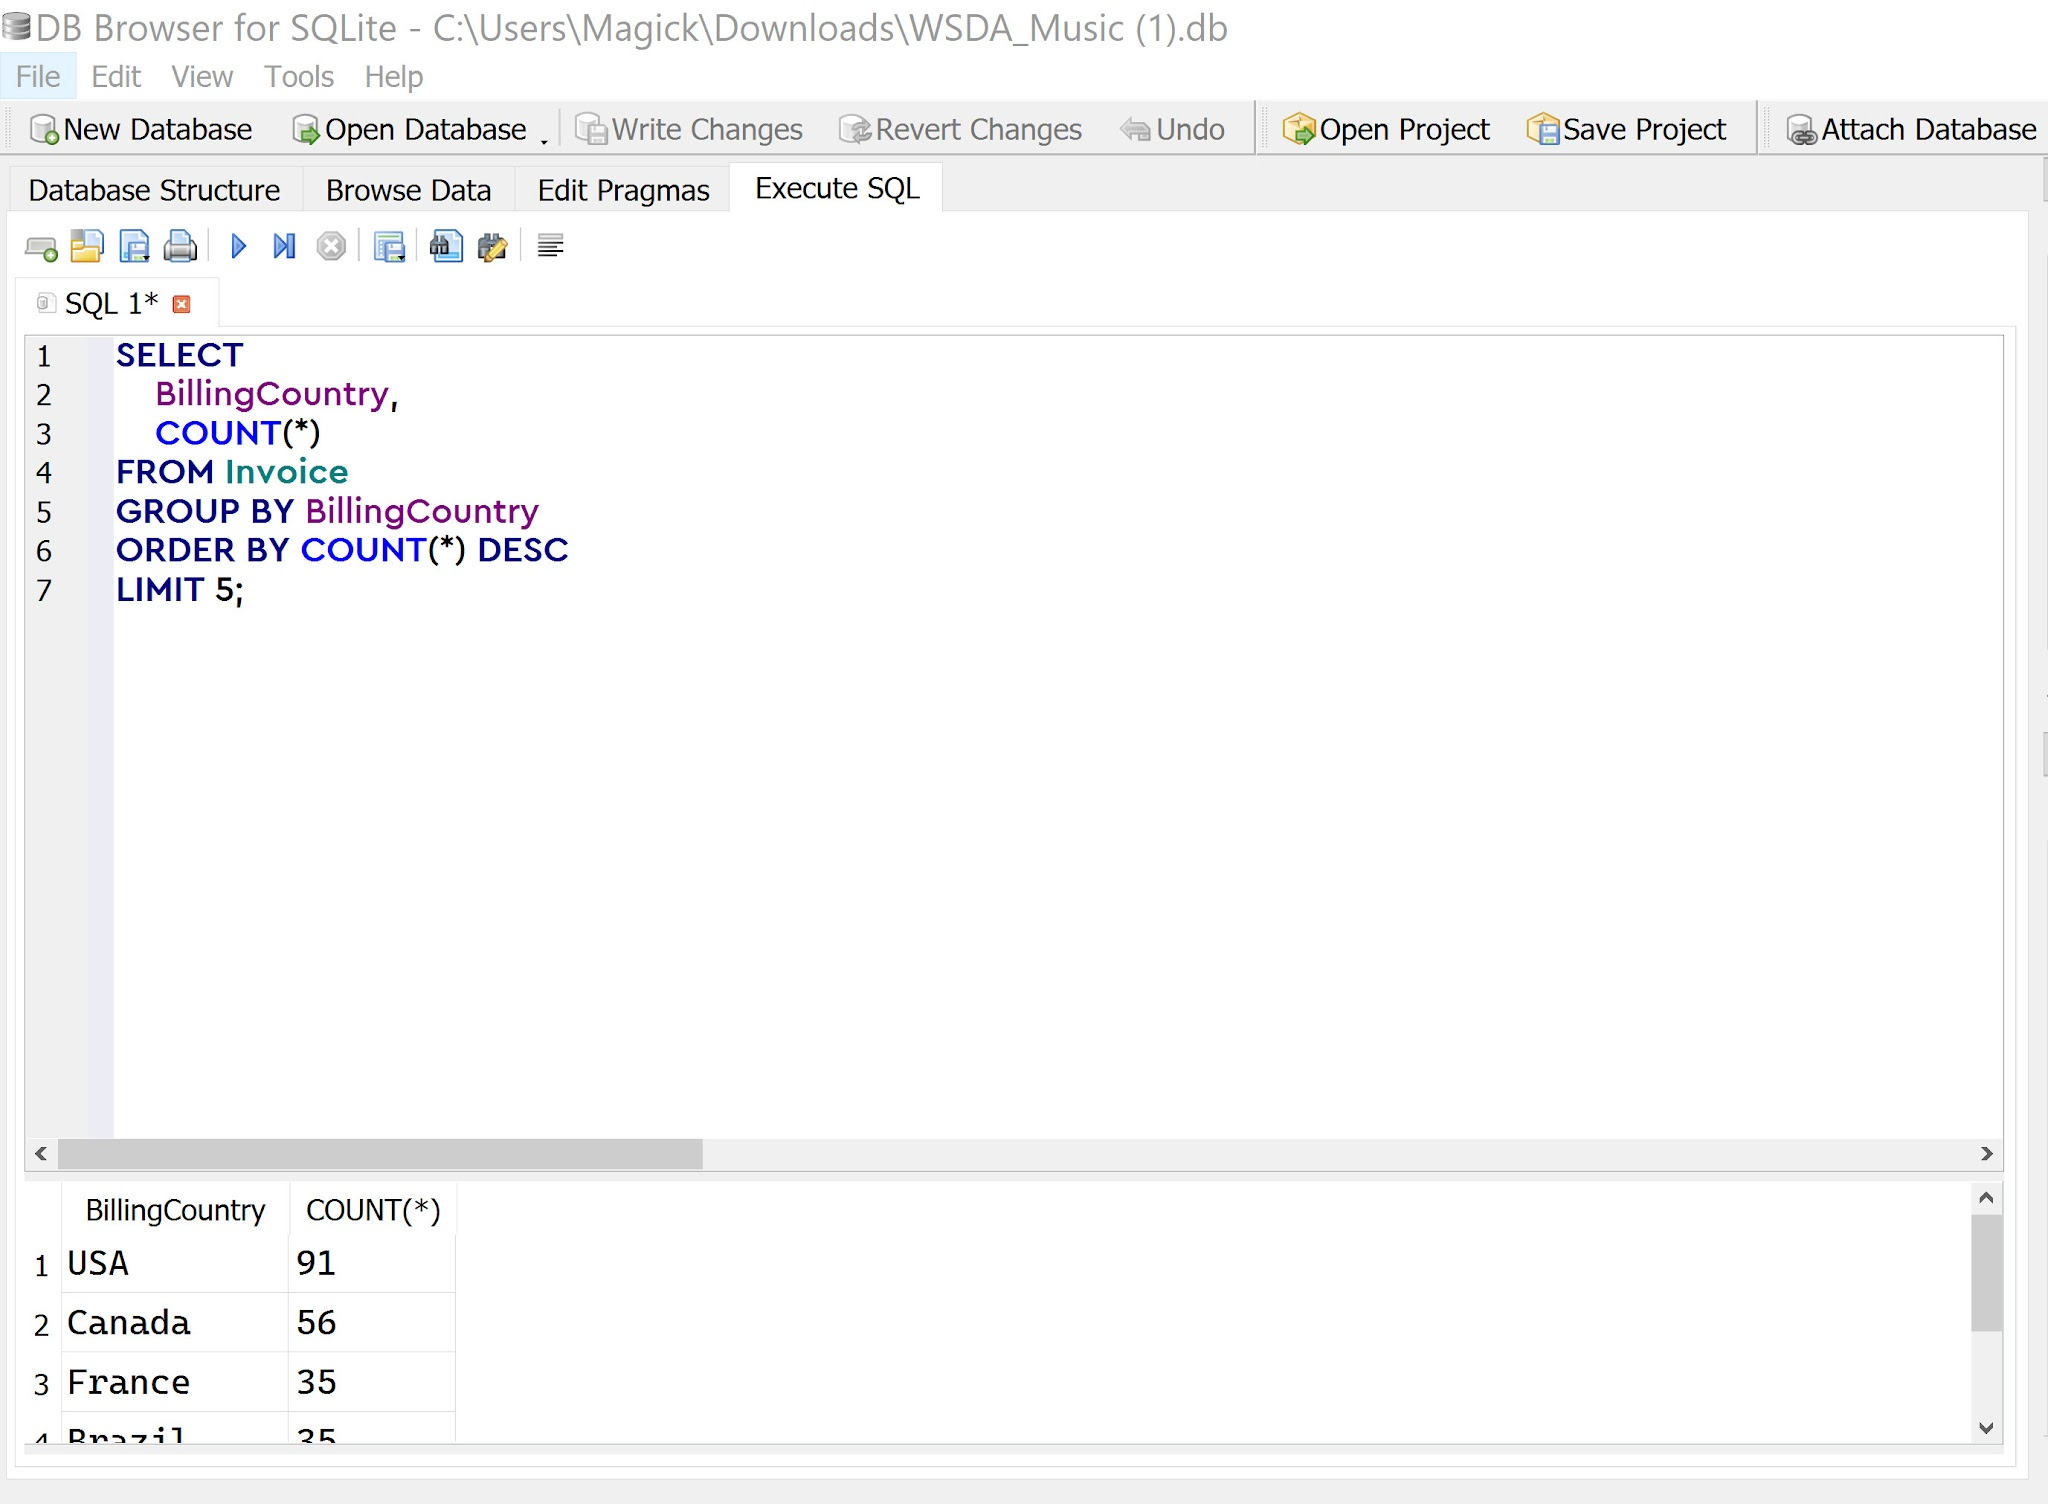 DB Browser for SQLite - C:\Users\Magick\Downloads\WSDA_Music (1).db
File Edit View Tools Help
New Database Open Database Write Changes Revert Changes Undo Open Project Save Project Attach Database
Database Structure Browse Data Edit Pragmas Execute SQL
SQL 1*
1 SELECT
2 BillingCountry,
3 COUNT(*)
4 FROM Invoice
5 GROUP BY BillingCountry
6 ORDER BY COUNT(*) DESC
7 LIMIT 5;
BillingCountry COUNT(*)
1 USA 91
2 Canada 56
3 France 35
4 Brazil 35